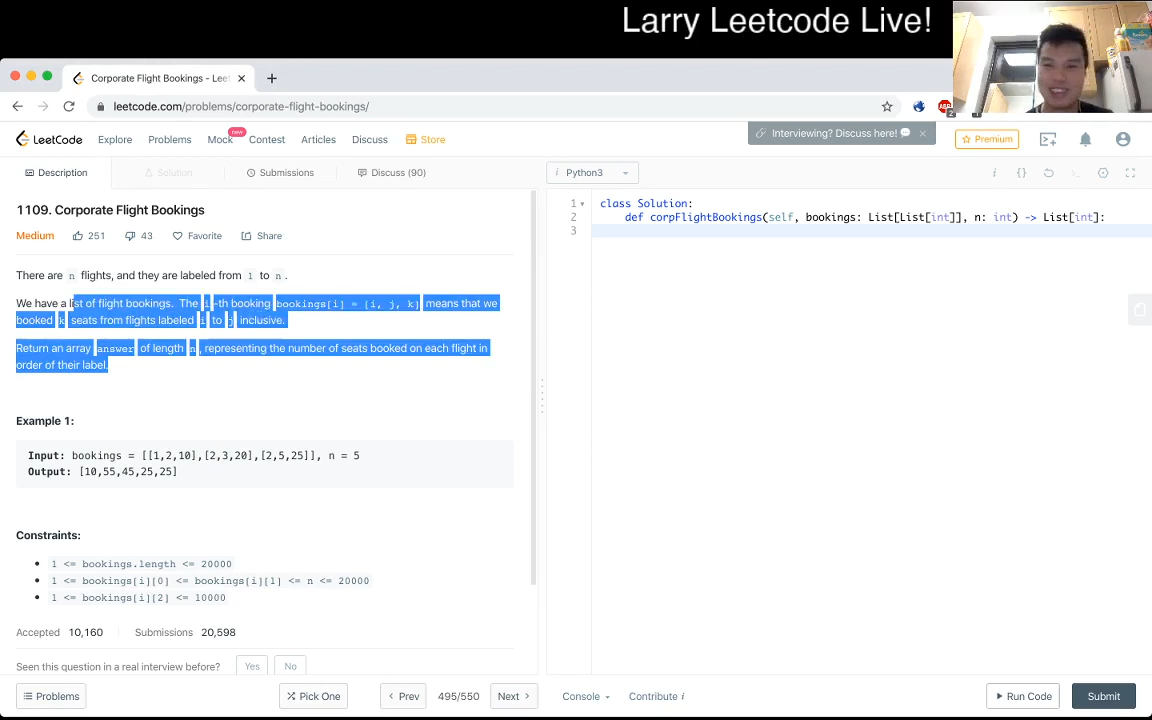 Larry Leetcode Live!
Corporate Flight Bookings - Leet
leetcode.com/problems/corporate-flight-bookings/
LeetCode Explore Problems Mock new Contest Articles Discuss Store
Interviewing? Discuss here!
Premium
Description Solution Submissions Discuss (90)
i Python3
1109. Corporate Flight Bookings
Medium 251 43 Favorite Share
There are n flights, and they are labeled from 1 to n.
We have a list of flight bookings. The i-th booking bookings[i] = [i, j, k] means that we
booked k seats from flights labeled i to j inclusive.
Return an array answer of length n, representing the number of seats booked on each flight in
order of their label.
Example 1:
Input: bookings = [[1,2,10],[2,3,20],[2,5,25]], n = 5
Output: [10,55,45,25,25]
Constraints:
1 <= bookings.length <= 20000
1 <= bookings[i][0] <= bookings[i][1] <= n <= 20000
1 <= bookings[i][2] <= 10000
Accepted 10,160 Submissions 20,598
Seen this question in a real interview before? Yes No
1 class Solution:
2 def corpFlightBookings(self, bookings: List[List[int]], n: int) -> List[int]:
3
Problems Pick One Prev 495/550 Next Console Contribute i Run Code Submit